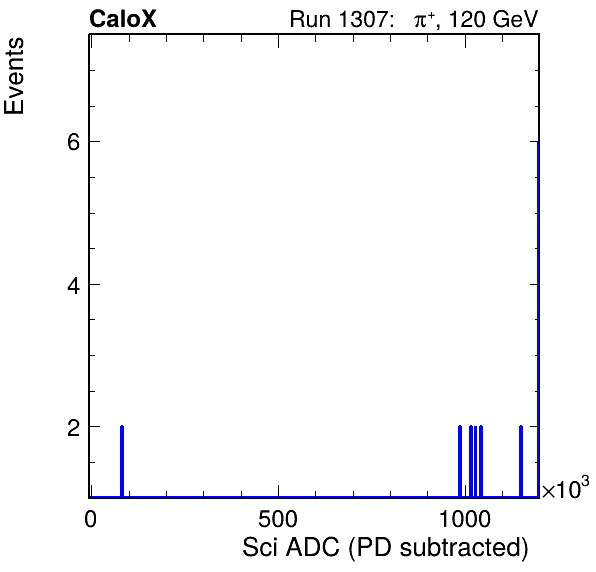 CaloX Run 1307: π⁺, 120 GeV
Events
6
4
2
0 500 1000 ×10³
Sci ADC (PD subtracted)